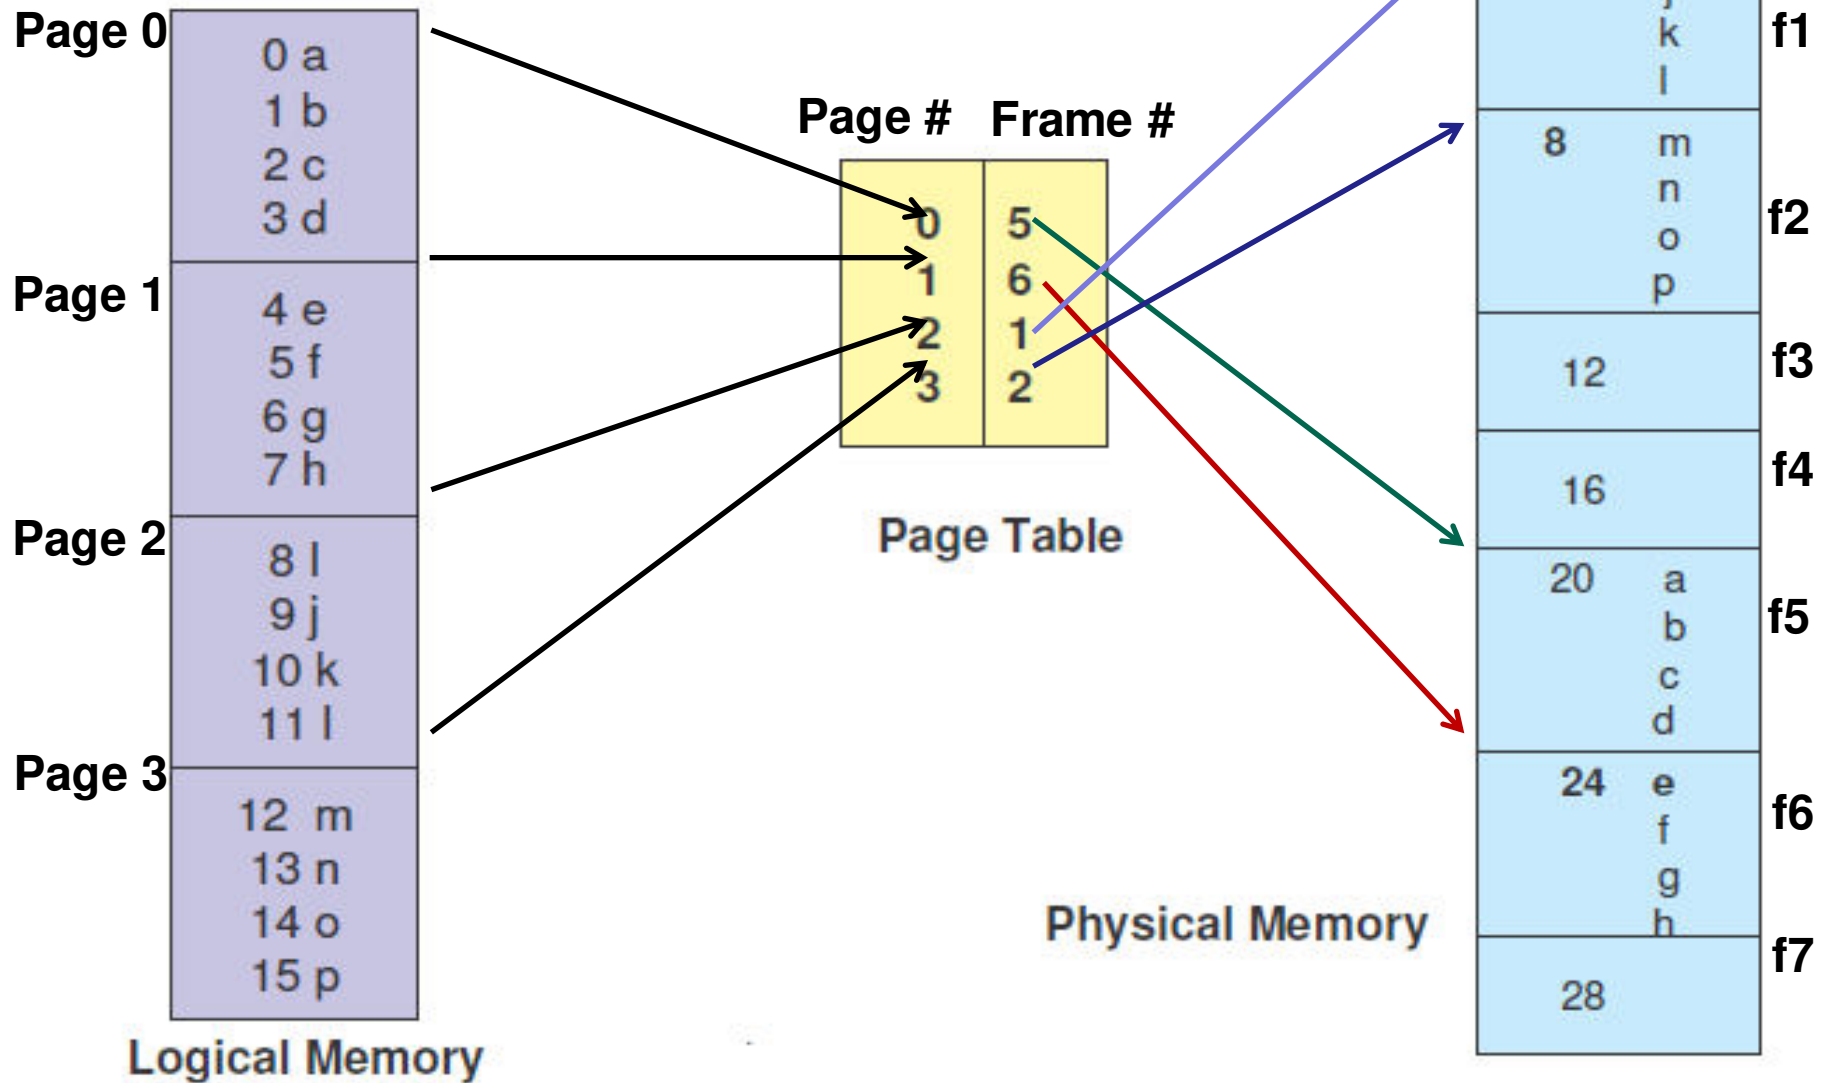 Page 0
0 a
1 b
2 c
3 d
Page 1
4 e
5 f
6 g
7 h
Page 2
8 l
9 j
10 k
11 l
Page 3
12 m
13 n
14 o
15 p
Logical Memory
Page # Frame #
0 5
1 6
2 1
3 2
Page Table
k
l
f1
8 m
n
o
p
f2
12
f3
16
f4
20 a
b
c
d
f5
24 e
f
g
h
f6
28
f7
Physical Memory